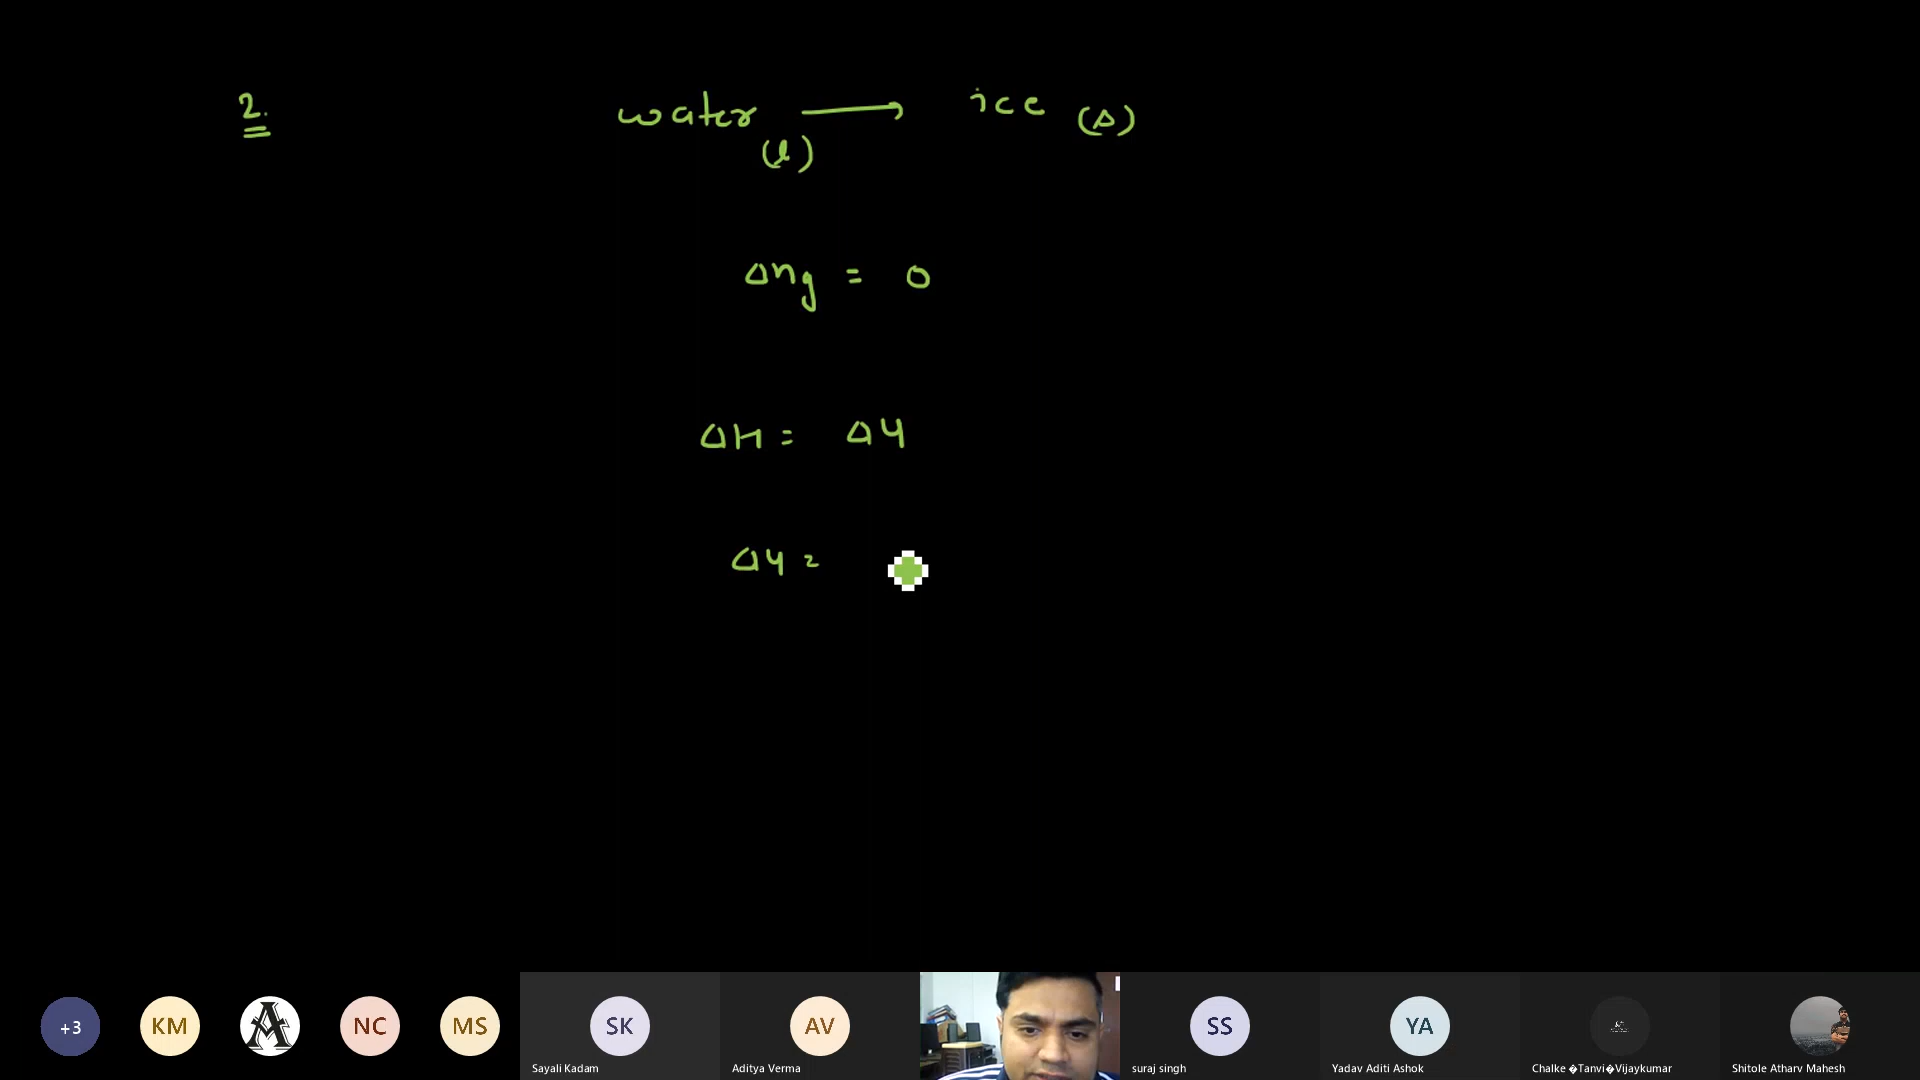 2.
water (l) ⟶ ice (s)
Δng = 0
ΔH = ΔU
ΔU =
+3 KM A NC MS SK AV SS YA
Sayali Kadam Aditya Verma suraj singh Yadav Aditi Ashok Chalke �Tanvi�Vijaykumar Shitole Atharv Mahesh